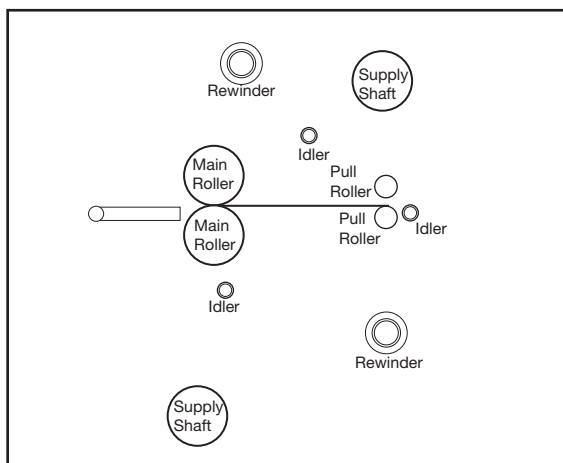 Rewinder
Supply
Shaft
Idler
Main
Roller
Pull
Roller
Main
Roller
Pull
Roller
Idler
Idler
Rewinder
Supply
Shaft